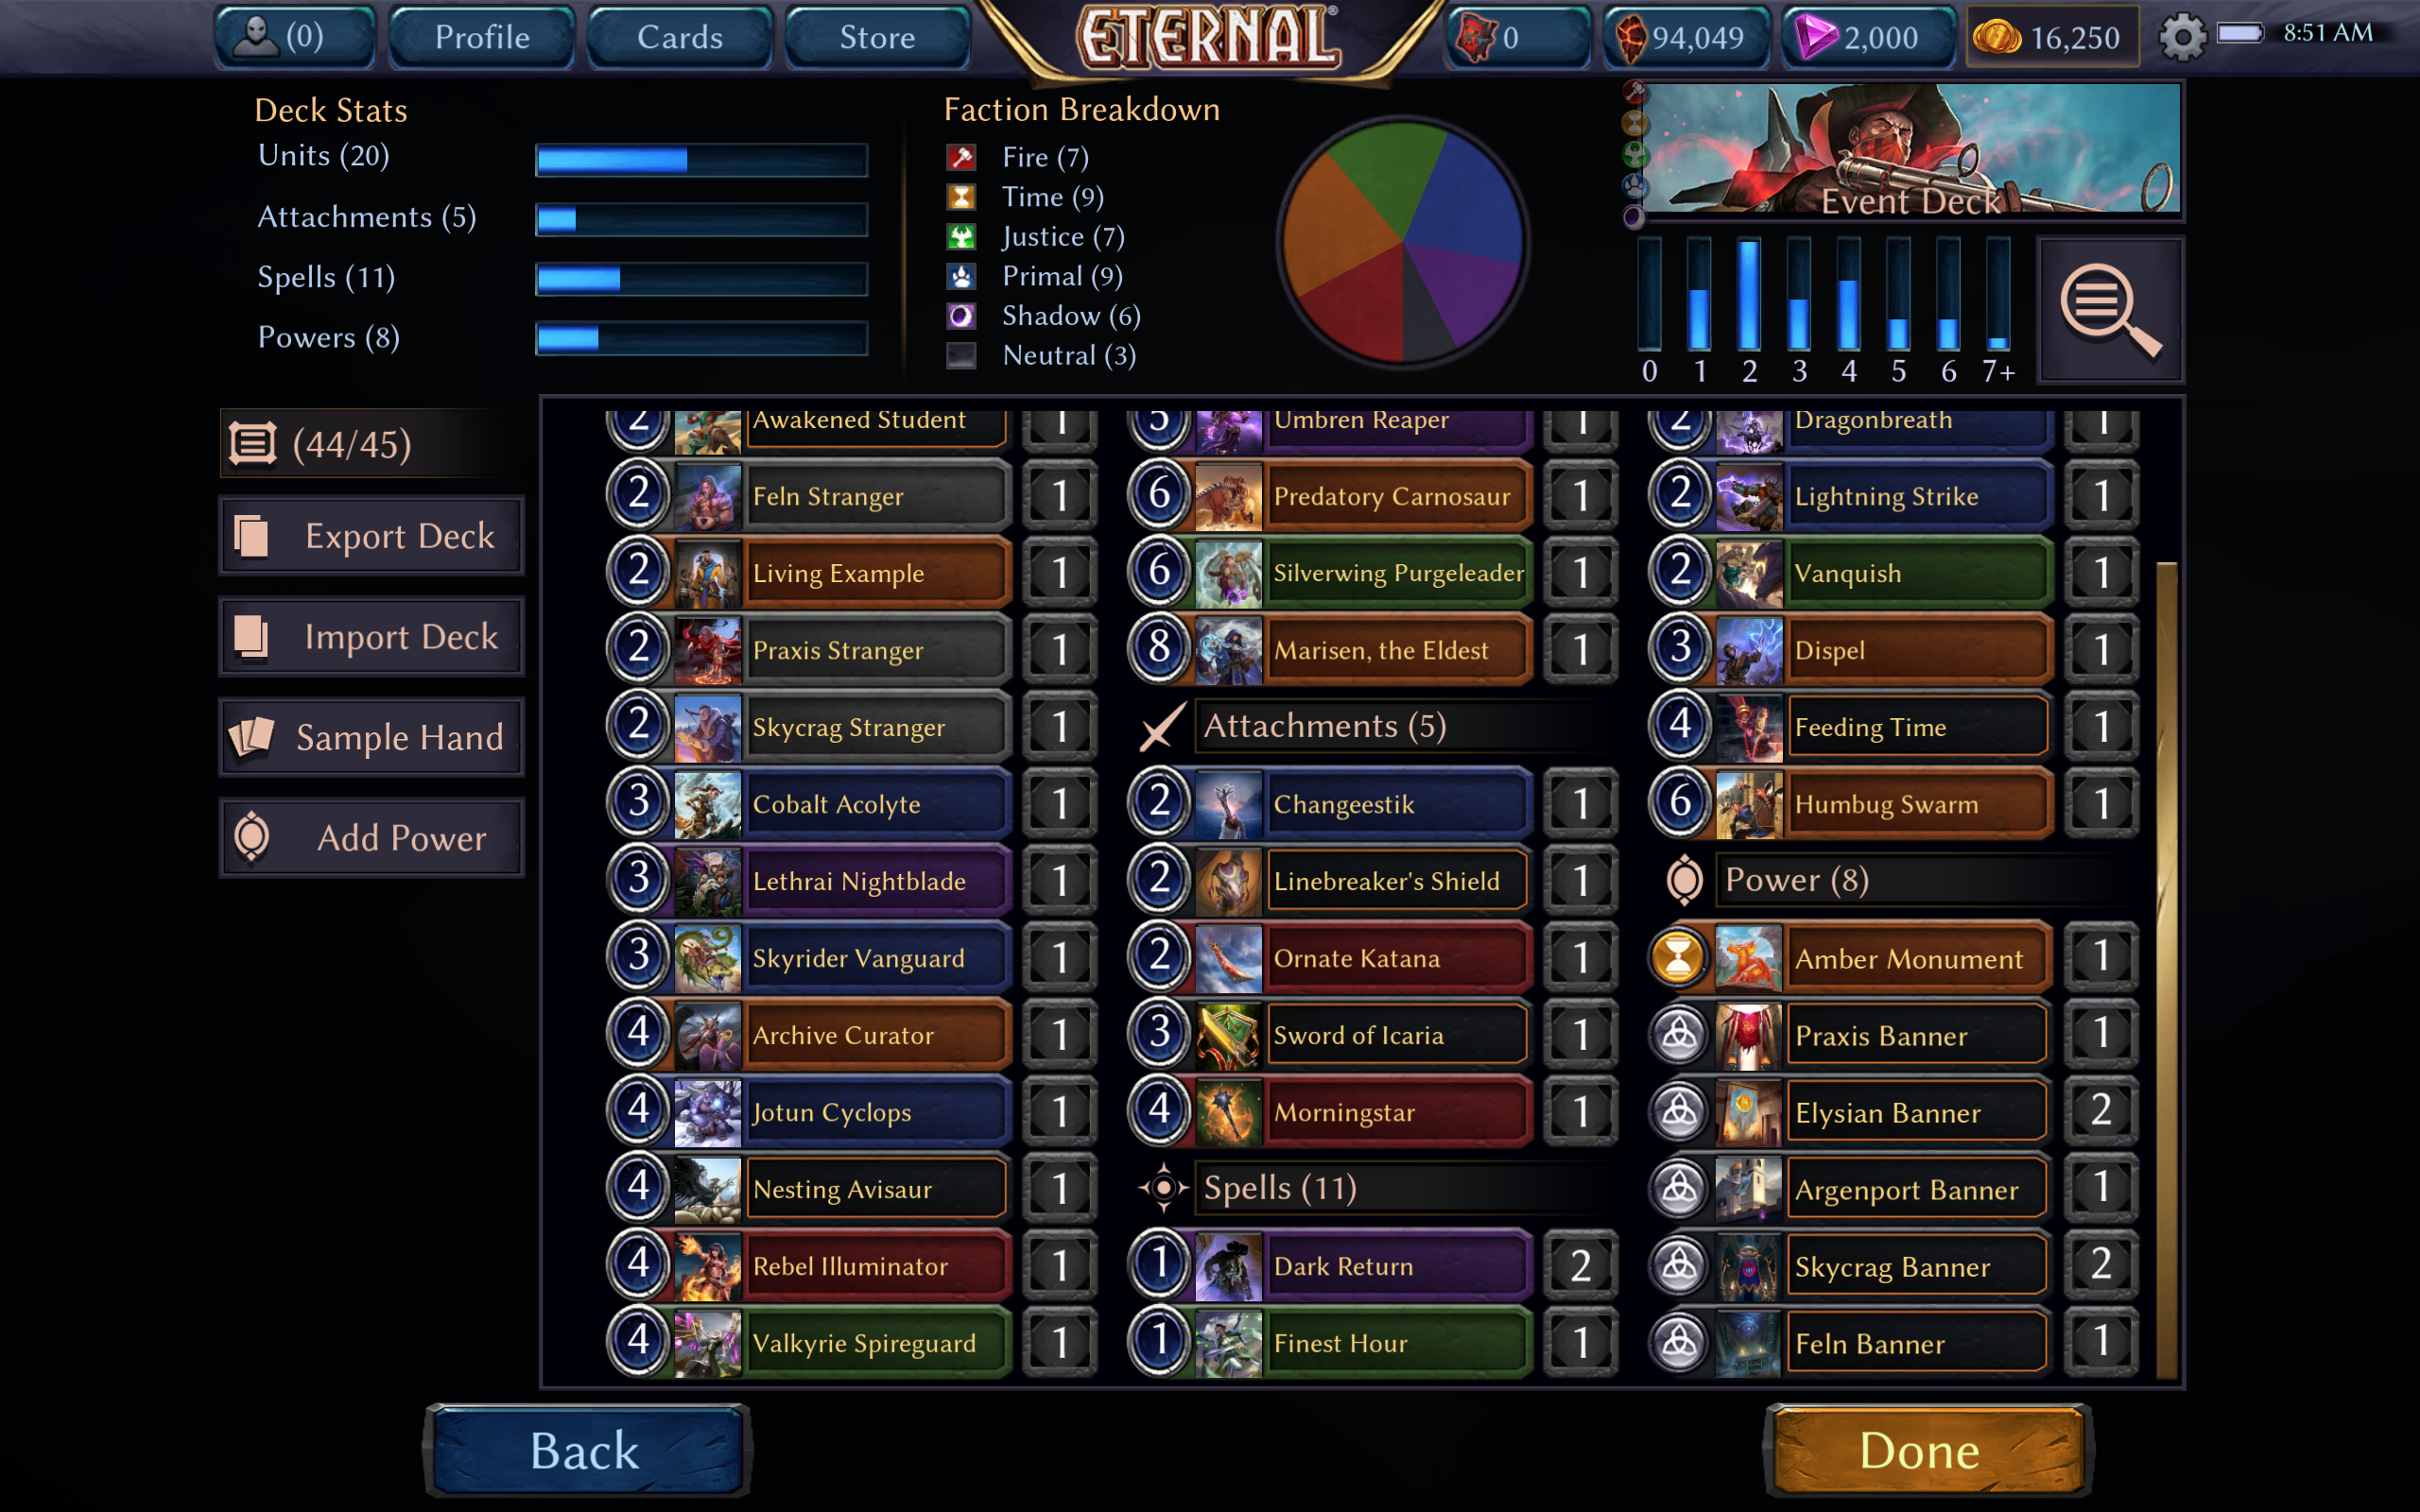 (0)
Profile
Cards
Store
ETERNAL
0
94,049
2,000
16,250
8:51 AM
Deck Stats
Units (20)
Attachments (5)
Spells (11)
Powers (8)
Faction Breakdown
Fire (7)
Time (9)
Justice (7)
Primal (9)
Shadow (6)
Neutral (3)
Event Deck
0 1 2 3 4 5 6 7+
(44/45)
Export Deck
Import Deck
Sample Hand
Add Power
2 Awakened Student 1
2 Feln Stranger 1
2 Living Example 1
2 Praxis Stranger 1
2 Skycrag Stranger 1
3 Cobalt Acolyte 1
3 Lethrai Nightblade 1
3 Skyrider Vanguard 1
4 Archive Curator 1
4 Jotun Cyclops 1
4 Nesting Avisaur 1
4 Rebel Illuminator 1
4 Valkyrie Spireguard 1
5 Umbren Reaper 1
6 Predatory Carnosaur 1
6 Silverwing Purgeleader 1
8 Marisen, the Eldest 1
Attachments (5)
2 Changeestik 1
2 Linebreaker's Shield 1
2 Ornate Katana 1
3 Sword of Icaria 1
4 Morningstar 1
Spells (11)
1 Dark Return 2
1 Finest Hour 1
2 Dragonbreath 1
2 Lightning Strike 1
2 Vanquish 1
3 Dispel 1
4 Feeding Time 1
6 Humbug Swarm 1
Power (8)
Amber Monument 1
Praxis Banner 1
Elysian Banner 2
Argenport Banner 1
Skycrag Banner 2
Feln Banner 1
Back
Done